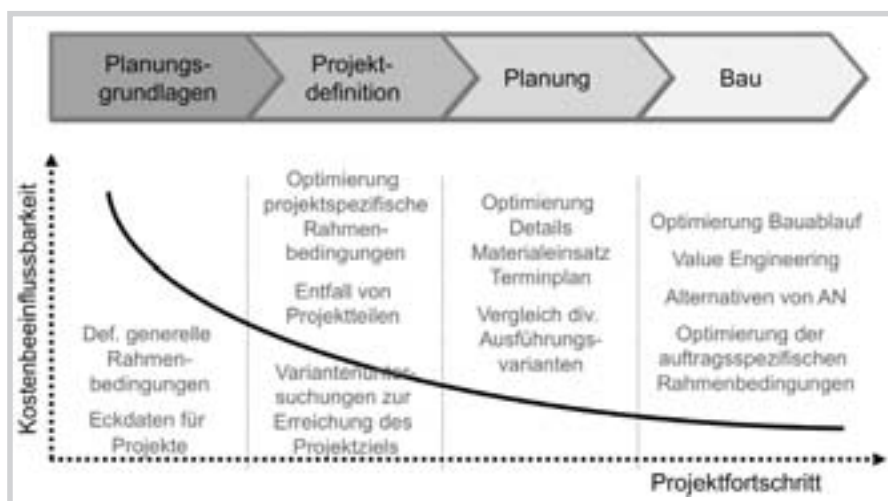 Planungs-
grundlagen
Projekt-
definition
Planung
Bau
Kostenbeeinflussbarkeit
Def. generelle
Rahmen-
bedingungen
Eckdaten für
Projekte
Optimierung
projektspezifische
Rahmen-
bedingungen
Entfall von
Projektteilen
Variantenunter-
suchungen zur
Erreichung des
Projektziels
Optimierung
Details
Materialeinsatz
Terminplan
Vergleich div.
Ausführungs-
varianten
Optimierung Bauablauf
Value Engineering
Alternativen von AN
Optimierung der
auftragsspezifischen
Rahmenbedingungen
Projektfortschritt